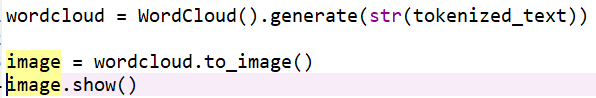 wordcloud = WordCloud().generate(str(tokenized_text))
image = wordcloud.to_image()
image.show()